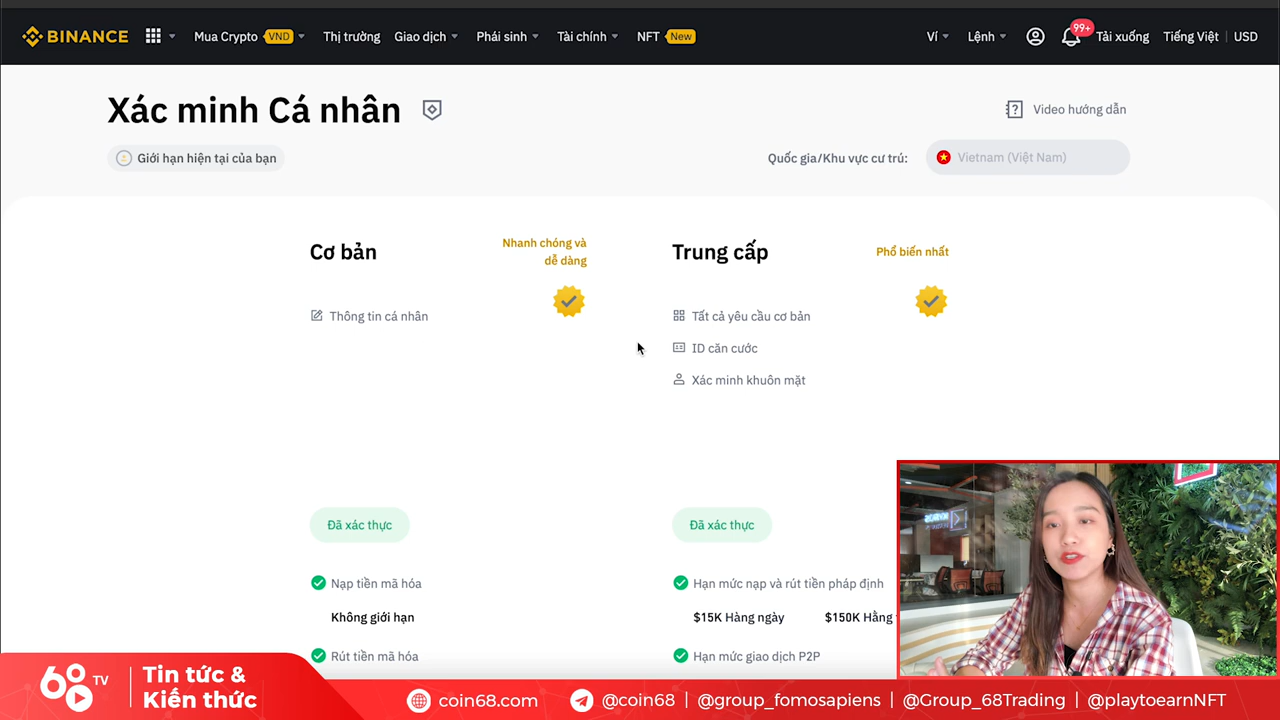 BINANCE
Mua Crypto VND
Thị trường
Giao dịch
Phái sinh
Tài chính
NFT New
Ví
Lệnh
99+
Tải xuống
Tiếng Việt
USD
Xác minh Cá nhân
Video hướng dẫn
Giới hạn hiện tại của bạn
Quốc gia/Khu vực cư trú:
Vietnam (Việt Nam)
Cơ bản
Nhanh chóng và
dễ dàng
Thông tin cá nhân
Trung cấp
Phổ biến nhất
Tất cả yêu cầu cơ bản
ID căn cước
Xác minh khuôn mặt
Đã xác thực
Nạp tiền mã hóa
Không giới hạn
Rút tiền mã hóa
Đã xác thực
Hạn mức nạp và rút tiền pháp định
$15K Hàng ngày
$150K Hằng
Hạn mức giao dịch P2P
68 TV
Tin tức &
Kiến thức
coin68.com
@coin68 | @group_fomosapiens | @Group_68Trading | @playtoearnNFT